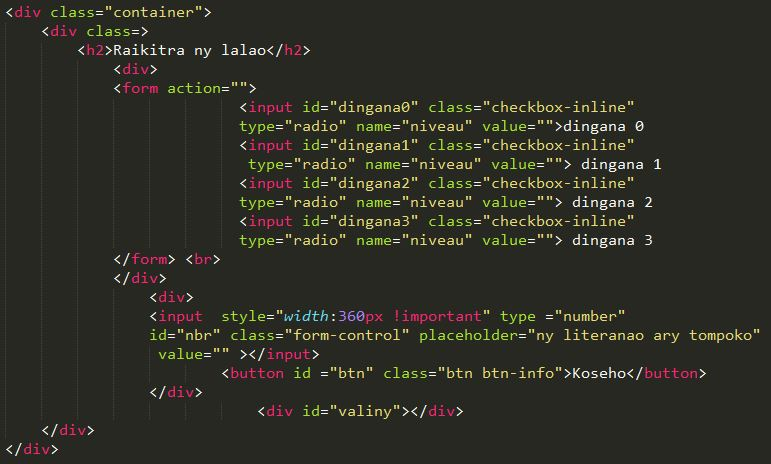 <div class="container">
<div class=>
<h2>Raikitra ny lalao</h2>
<div>
<form action="">
<input id="dingana0" class="checkbox-inline"
type="radio" name="niveau" value="">dingana 0
<input id="dingana1" class="checkbox-inline"
type="radio" name="niveau" value=""> dingana 1
<input id="dingana2" class="checkbox-inline"
type="radio" name="niveau" value=""> dingana 2
<input id="dingana3" class="checkbox-inline"
type="radio" name="niveau" value=""> dingana 3
</form> <br>
</div>
<div>
<input  style="width:360px !important" type ="number"
id="nbr" class="form-control" placeholder="ny literanao ary tompoko"
value="" ></input>
<button id ="btn" class="btn btn-info">Koseho</button>
</div>
<div id="valiny"></div>
</div>
</div>